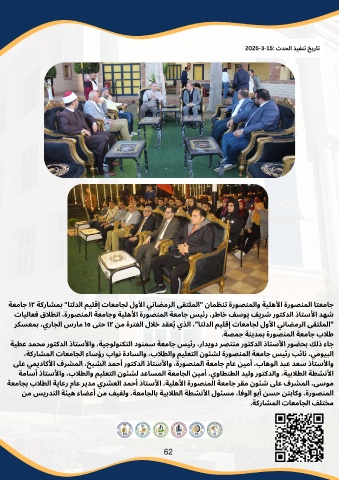 تاريخ تنفيذ الحدث :15-3-2025
جامعتا المنصورة الأهلية والمنصورة تنظمان "الملتقى الرمضاني الأول لجامعات إقليم الدلتا" بمشاركة ١٣ جامعة
شهد الأستاذ الدكتور شريف يوسف خاطر، رئيس جامعة المنصورة الأهلية وجامعة المنصورة، انطلاق فعاليات
"الملتقى الرمضاني الأول لجامعات إقليم الدلتا"، الذي يُعقد خلال الفترة من ١٢ حتى ١٥ مارس الجاري، بمعسكر
طلاب جامعة المنصورة بمدينة جمصة.
جاء ذلك بحضور الأستاذ الدكتور منتصر دويدار، رئيس جامعة سمنود التكنولوجية، والأستاذ الدكتور محمد عطية
البيومي، نائب رئيس جامعة المنصورة لشئون التعليم والطلاب، والسادة نواب رؤساء الجامعات المشاركة،
والأستاذ سعد عبد الوهاب، أمين عام جامعة المنصورة، والأستاذ الدكتور أحمد الشيخ، المشرف الأكاديمي على
الأنشطة الطلابية، والدكتور وليد الطنطاوي، أمين الجامعة المساعد لشئون التعليم والطلاب، والأستاذ أسامة
موسى، المشرف على شئون مقر جامعة المنصورة الأهلية، الأستاذ أحمد العشري مدير عام رعاية الطلاب بجامعة
المنصورة، وكابتن حسن أبو الوفا، مسئول الأنشطة الطلابية بالجامعة، ولفيف من أعضاء هيئة التدريس من
مختلف الجامعات المشاركة.
62